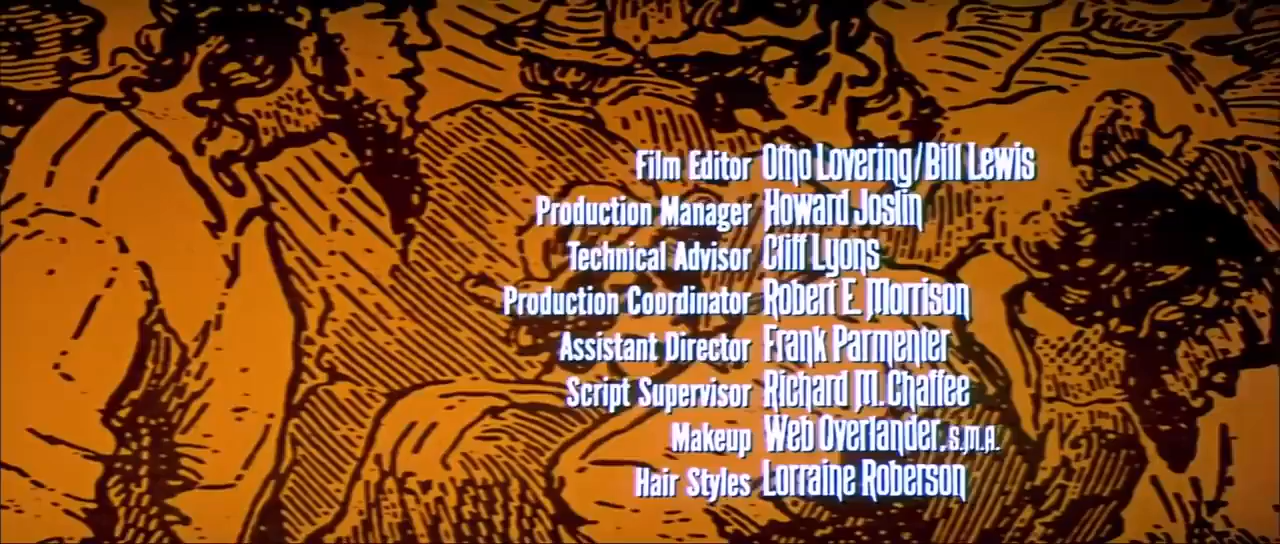 Film Editor Otho Lovering/Bill Lewis
Production Manager Howard Joslin
Technical Advisor Cliff Lyons
Production Coordinator Robert E. Morrison
Assistant Director Frank Parmenter
Script Supervisor Richard M. Chaffee
Makeup Web Overlander, S.M.A.
Hair Styles Lorraine Roberson